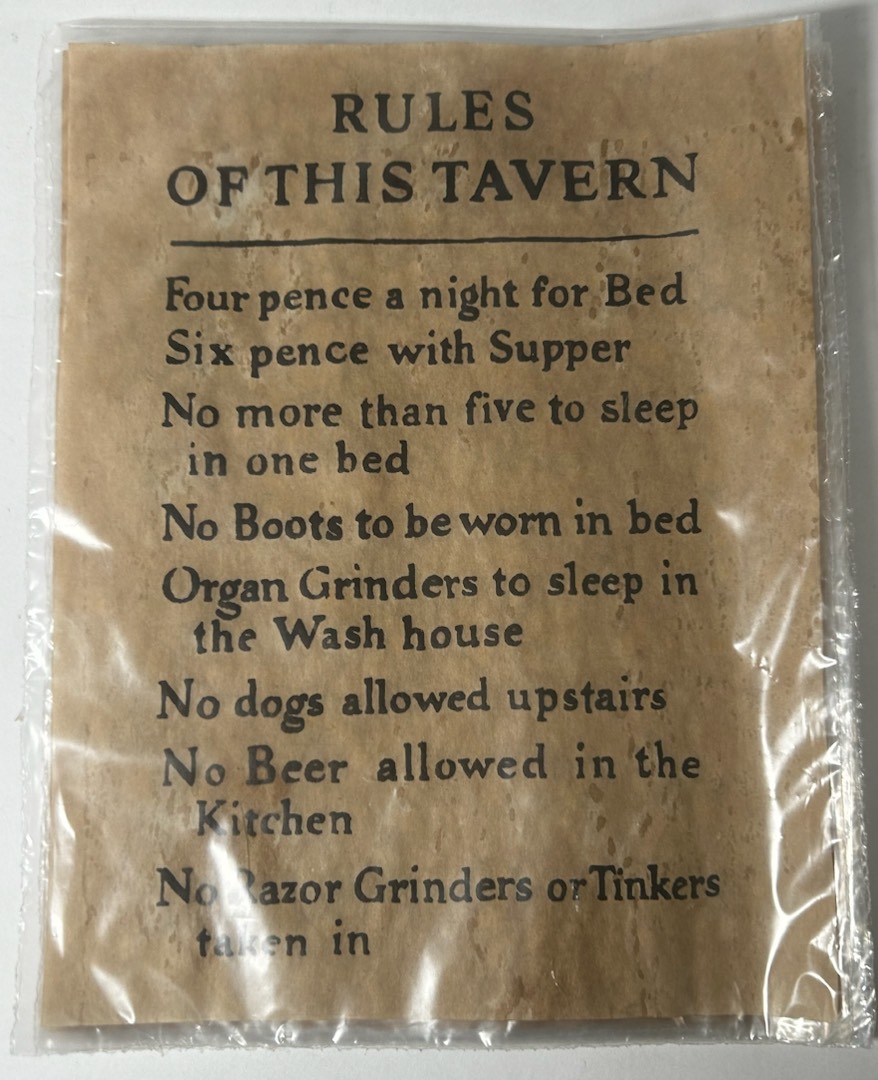 RULES
OF THIS TAVERN
Four pence a night for Bed
Six pence with Supper
No more than five to sleep
in one bed
No Boots to be worn in bed
Organ Grinders to sleep in
the Wash house
No dogs allowed upstairs
No Beer allowed in the
Kitchen
No Razor Grinders or Tinkers
taken in